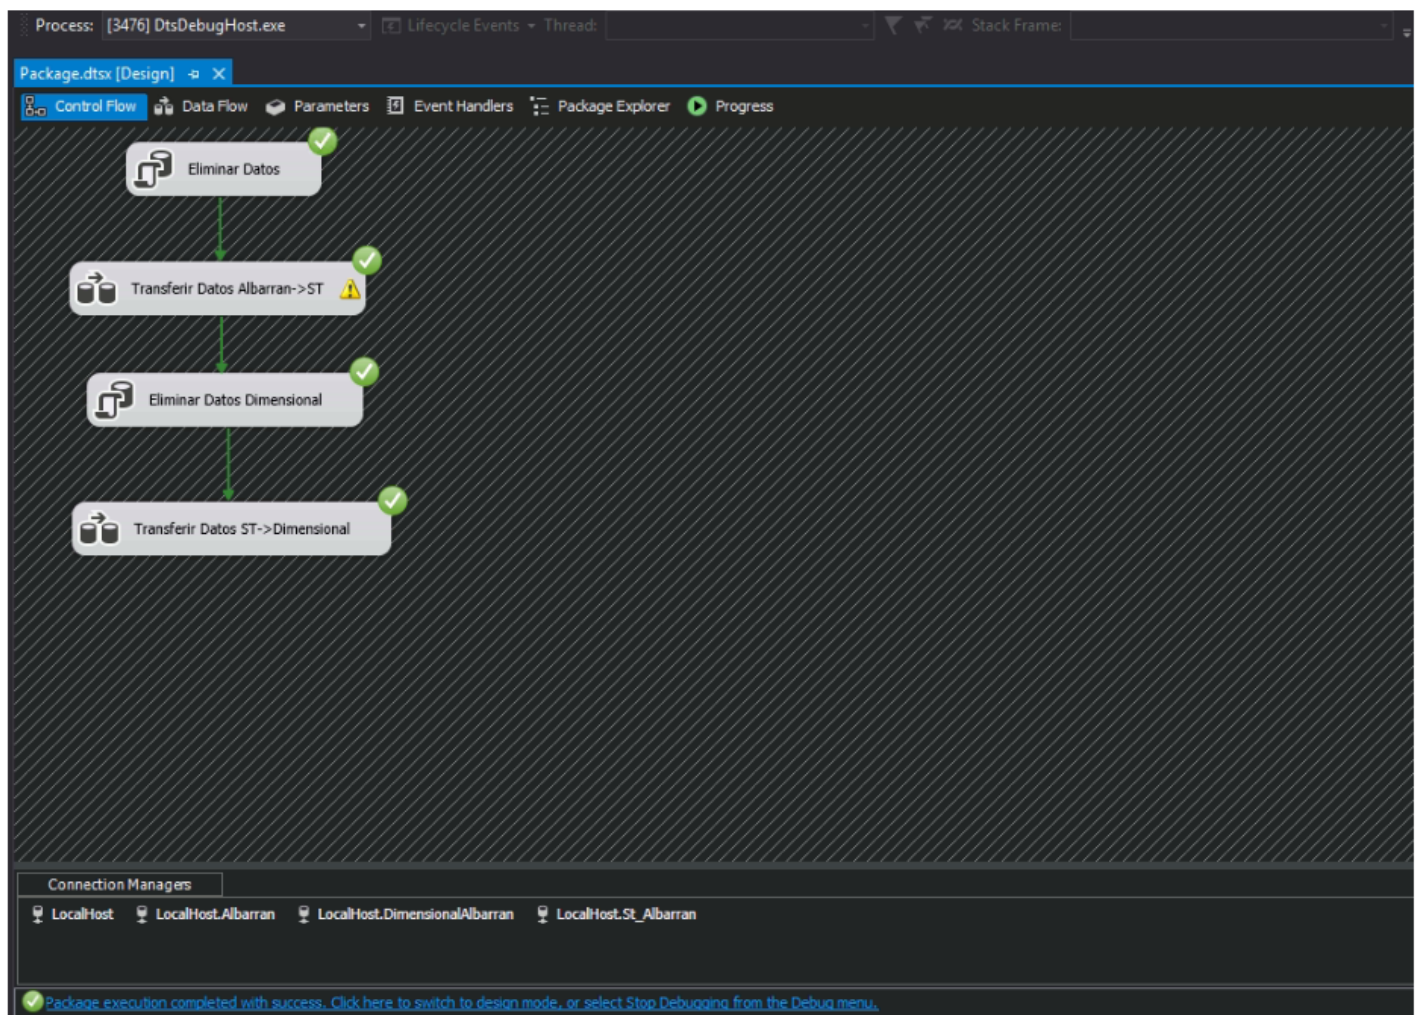 Process: [3476] DtsDebugHost.exe Lifecycle Events Thread: Stack Frame:
Package.dtsx [Design]
Control Flow Data Flow Parameters Event Handlers Package Explorer Progress
Eliminar Datos
Transferir Datos Albarran->ST
Eliminar Datos Dimensional
Transferir Datos ST->Dimensional
Connection Managers
LocalHost LocalHost.Albarran LocalHost.DimensionalAlbarran LocalHost.St_Albarran
Package execution completed with success. Click here to switch to design mode, or select Stop Debugging from the Debug menu.